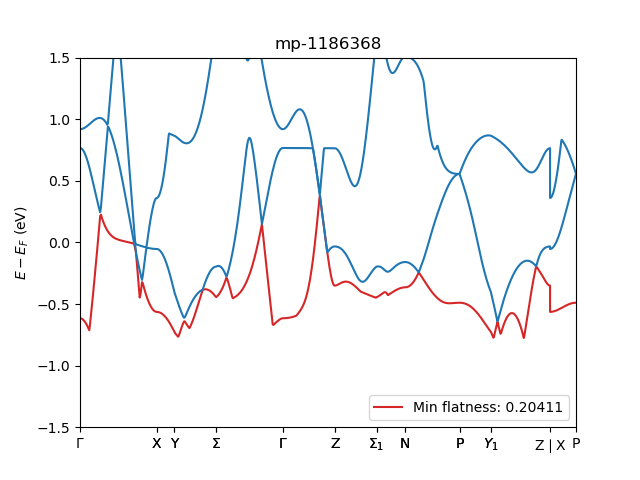 mp-1186368
E − E_F (eV)
1.5
1.0
0.5
0.0
−0.5
−1.0
−1.5
Min flatness: 0.20411
Γ X Y Σ Γ Z Σ₁ N P Y₁ Z | X P